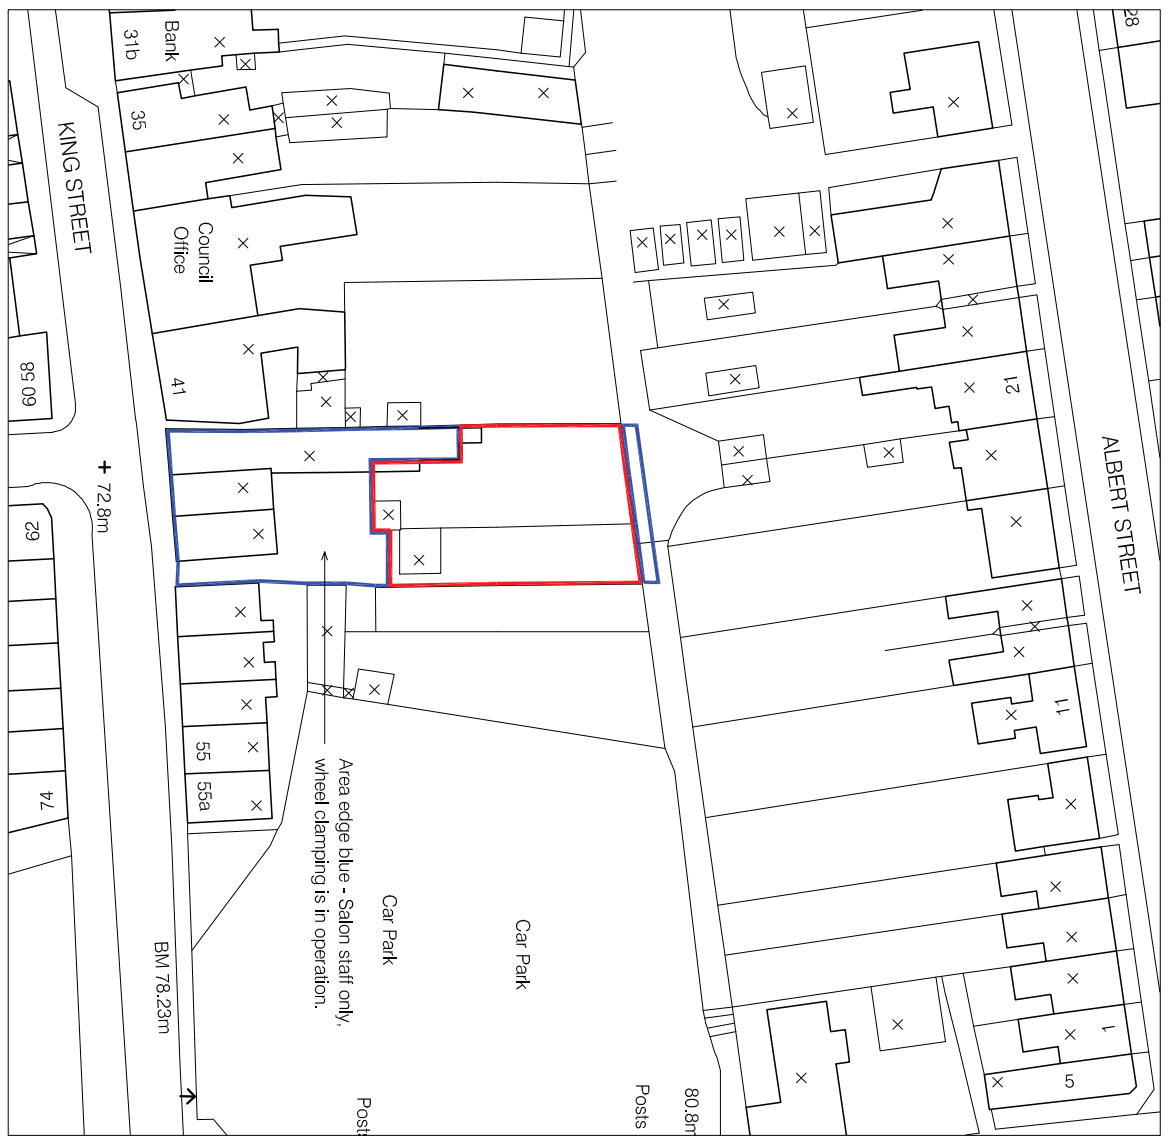 28
Bank
31b
35
KING STREET
Council
Office
60 58
41
21
ALBERT STREET
+ 72.8m
62
11
55
55a
74
Area edge blue - Salon staff only,
wheel clamping is in operation.
Car Park
Car Park
BM 78.23m
1
5
80.8m
Posts
Posts